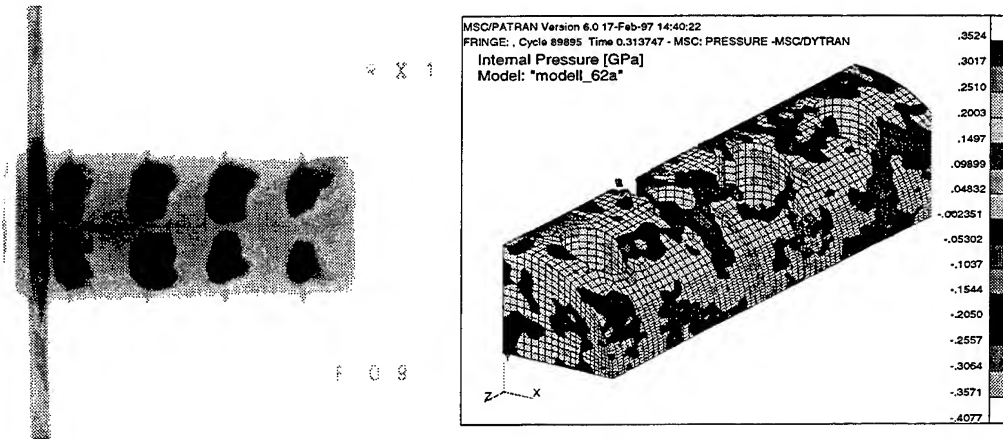 R X 1
F 0 9
MSC/PATRAN Version 6.0 17-Feb-97 14:40:22
FRINGE: , Cycle 89895 Time 0.313747 - MSC: PRESSURE -MSC/DYTRAN
Internal Pressure [GPa]
Model: "modell_62a"
.3524
.3017
.2510
.2003
.1497
.09899
.04832
-.002351
-.05302
-.1037
-.1544
-.2050
-.2557
-.3064
-.3571
-.4077
Z
X